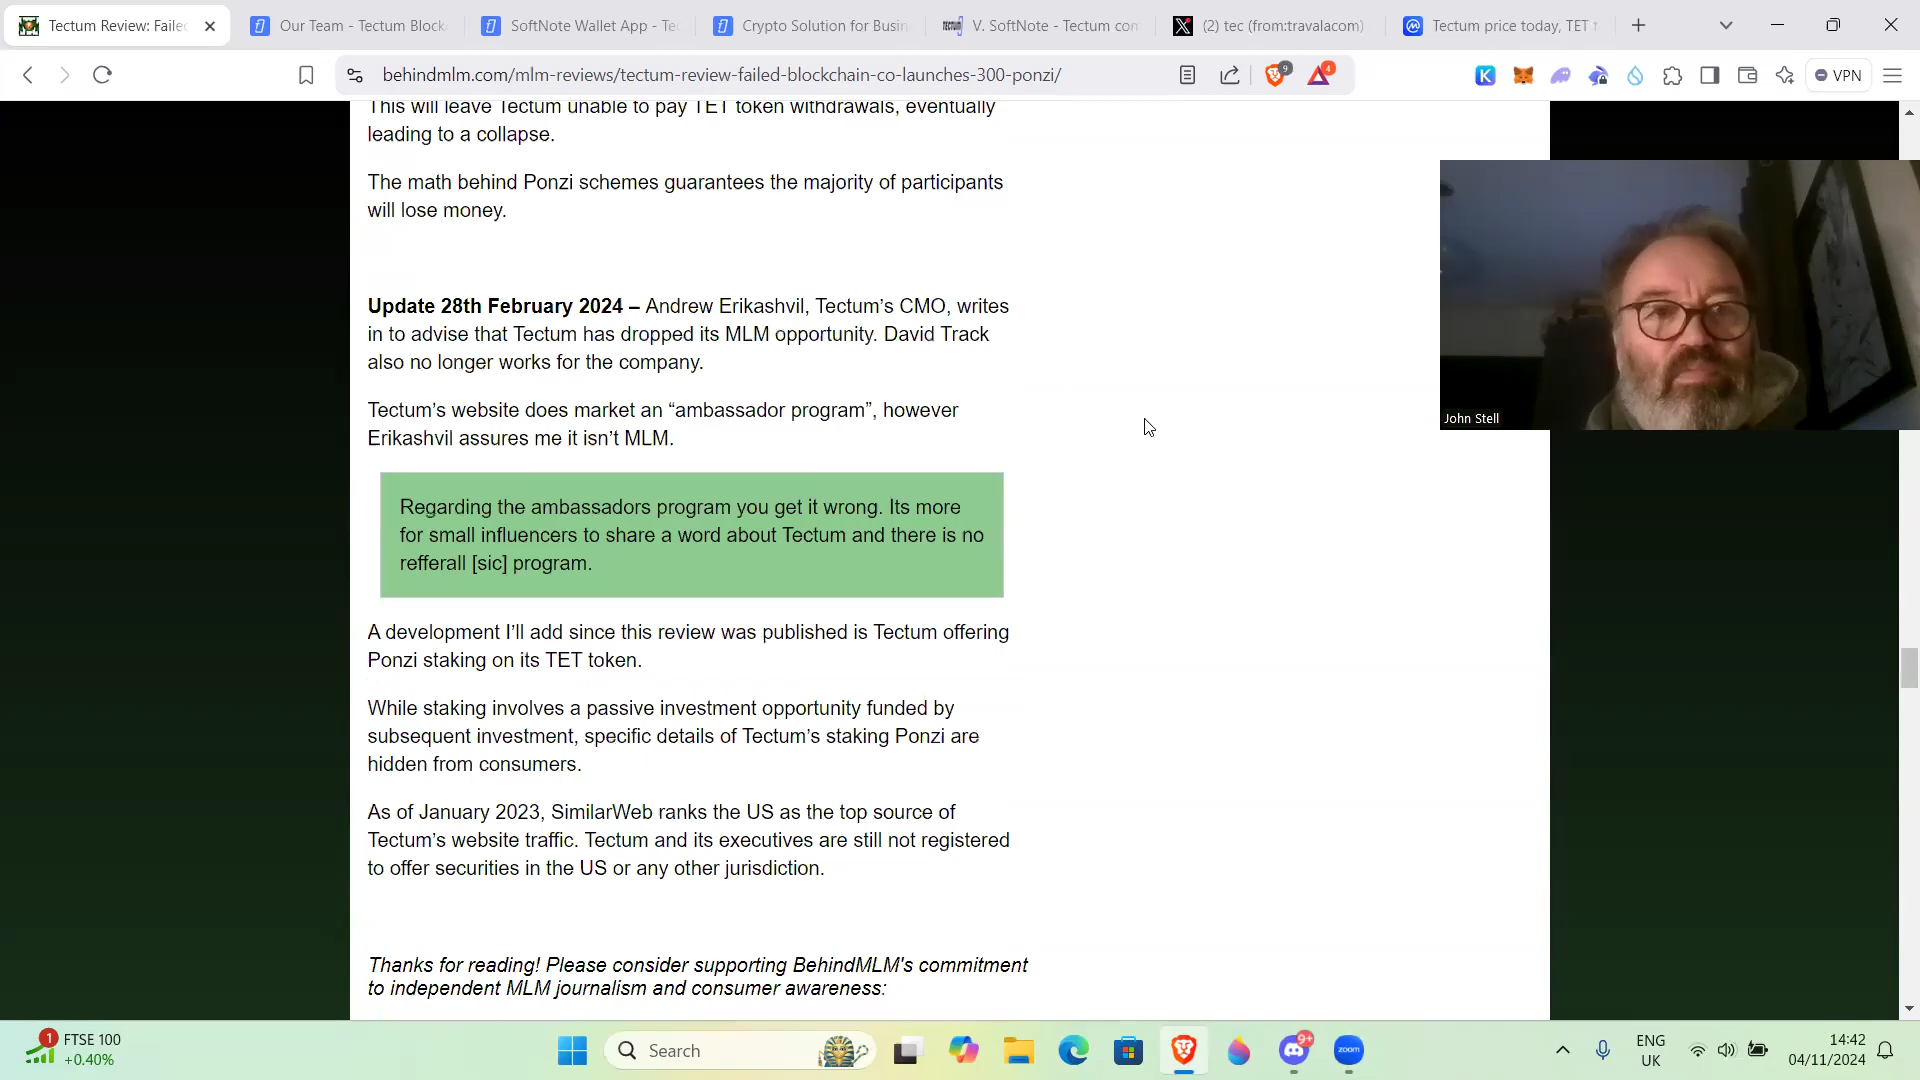 Tectum Review: Failed
Our Team - Tectum Block
SoftNote Wallet App - Tec
Crypto Solution for Busin
V. SoftNote - Tectum com
(2) tec (from:travalacom)
Tectum price today, TET t
behindmlm.com/mlm-reviews/tectum-review-failed-blockchain-co-launches-300-ponzi/
9
4
VPN
This will leave Tectum unable to pay TET token withdrawals, eventually
leading to a collapse.
The math behind Ponzi schemes guarantees the majority of participants
will lose money.
Update 28th February 2024 – Andrew Erikashvil, Tectum’s CMO, writes
in to advise that Tectum has dropped its MLM opportunity. David Track
also no longer works for the company.
Tectum’s website does market an “ambassador program”, however
Erikashvil assures me it isn’t MLM.
Regarding the ambassadors program you get it wrong. Its more
for small influencers to share a word about Tectum and there is no
refferall [sic] program.
A development I’ll add since this review was published is Tectum offering
Ponzi staking on its TET token.
While staking involves a passive investment opportunity funded by
subsequent investment, specific details of Tectum’s staking Ponzi are
hidden from consumers.
As of January 2023, SimilarWeb ranks the US as the top source of
Tectum’s website traffic. Tectum and its executives are still not registered
to offer securities in the US or any other jurisdiction.
Thanks for reading! Please consider supporting BehindMLM's commitment
to independent MLM journalism and consumer awareness:
John Stell
1
FTSE 100
+0.40%
Search
9+
zoom
ENG
UK
14:42
04/11/2024